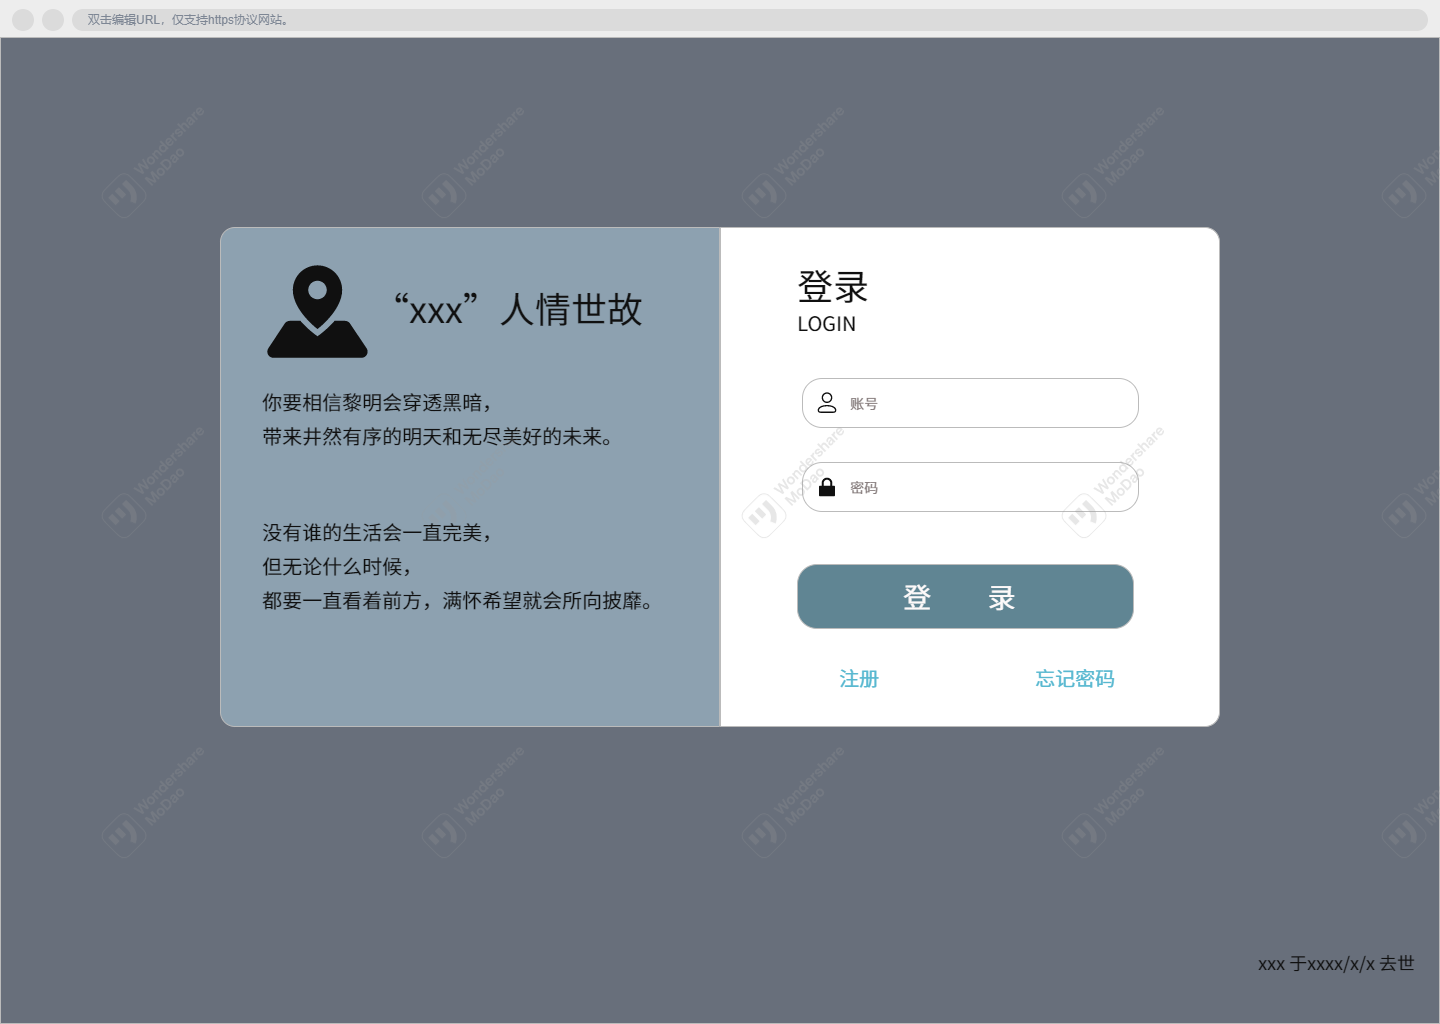 双击编辑URL，仅支持https协议网站。
“xxx”人情世故
你要相信黎明会穿透黑暗，
带来井然有序的明天和无尽美好的未来。
没有谁的生活会一直完美，
但无论什么时候，
都要一直看着前方，满怀希望就会所向披靡。
登录
LOGIN
账号
密码
登 录
注册
忘记密码
xxx 于xxxx/x/x 去世
Wondershare
MoDao